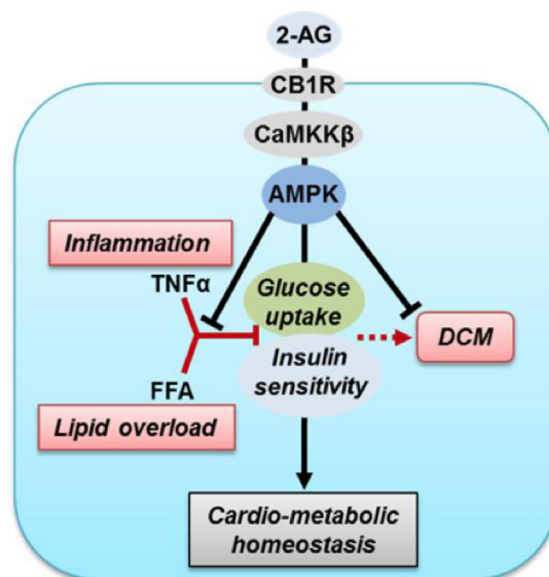 2-AG
CB1R
CaMKKβ
AMPK
Inflammation
TNFα
Glucose
uptake
Insulin
sensitivity
DCM
FFA
Lipid overload
Cardio-metabolic
homeostasis